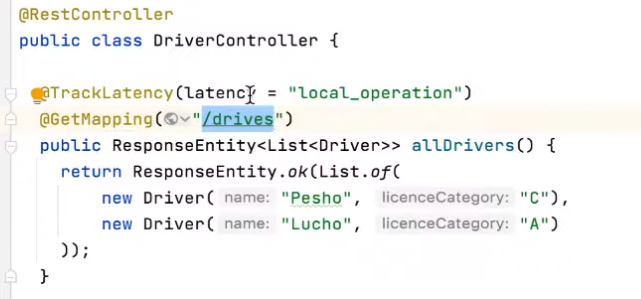 @RestController
public class DriverController {
@TrackLatency(latency = "local_operation")
@GetMapping("/drives")
public ResponseEntity<List<Driver>> allDrivers() {
return ResponseEntity.ok(List.of(
new Driver( name: "Pesho", licenceCategory: "C"),
new Driver( name: "Lucho", licenceCategory: "A")
));
}